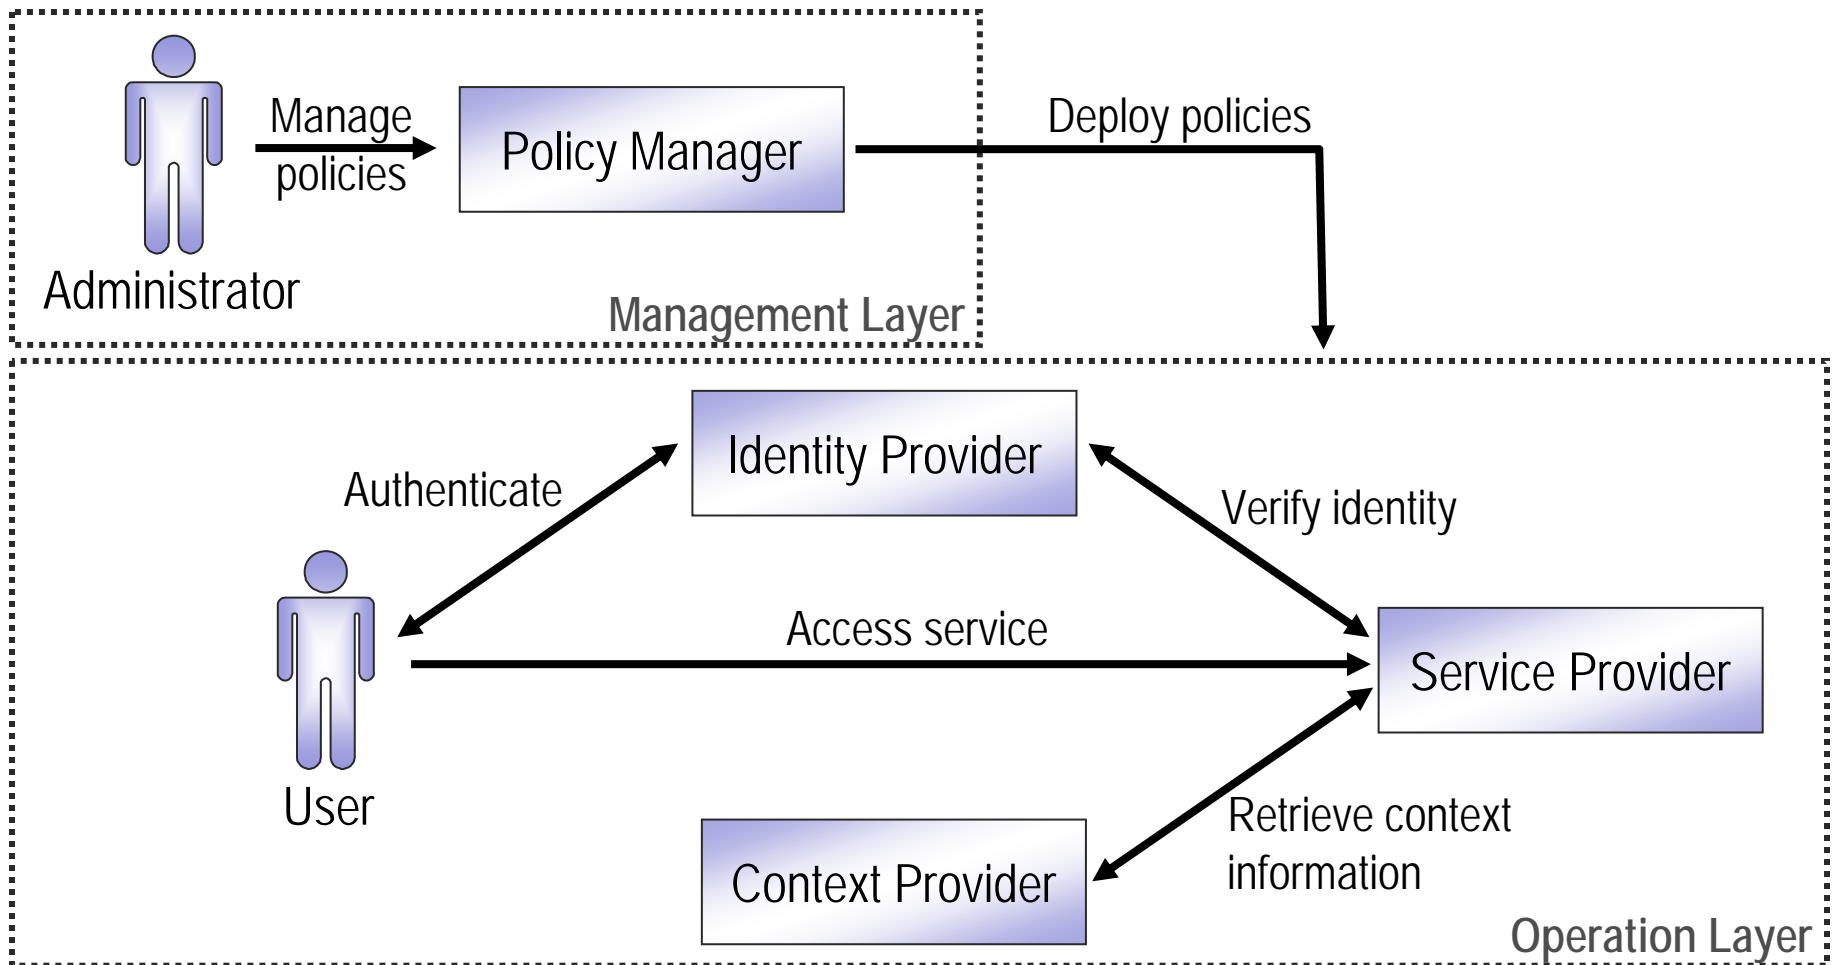 Manage
policies
Policy Manager
Deploy policies
Administrator
Management Layer
Identity Provider
Authenticate
Verify identity
Access service
Service Provider
User
Retrieve context
information
Context Provider
Operation Layer